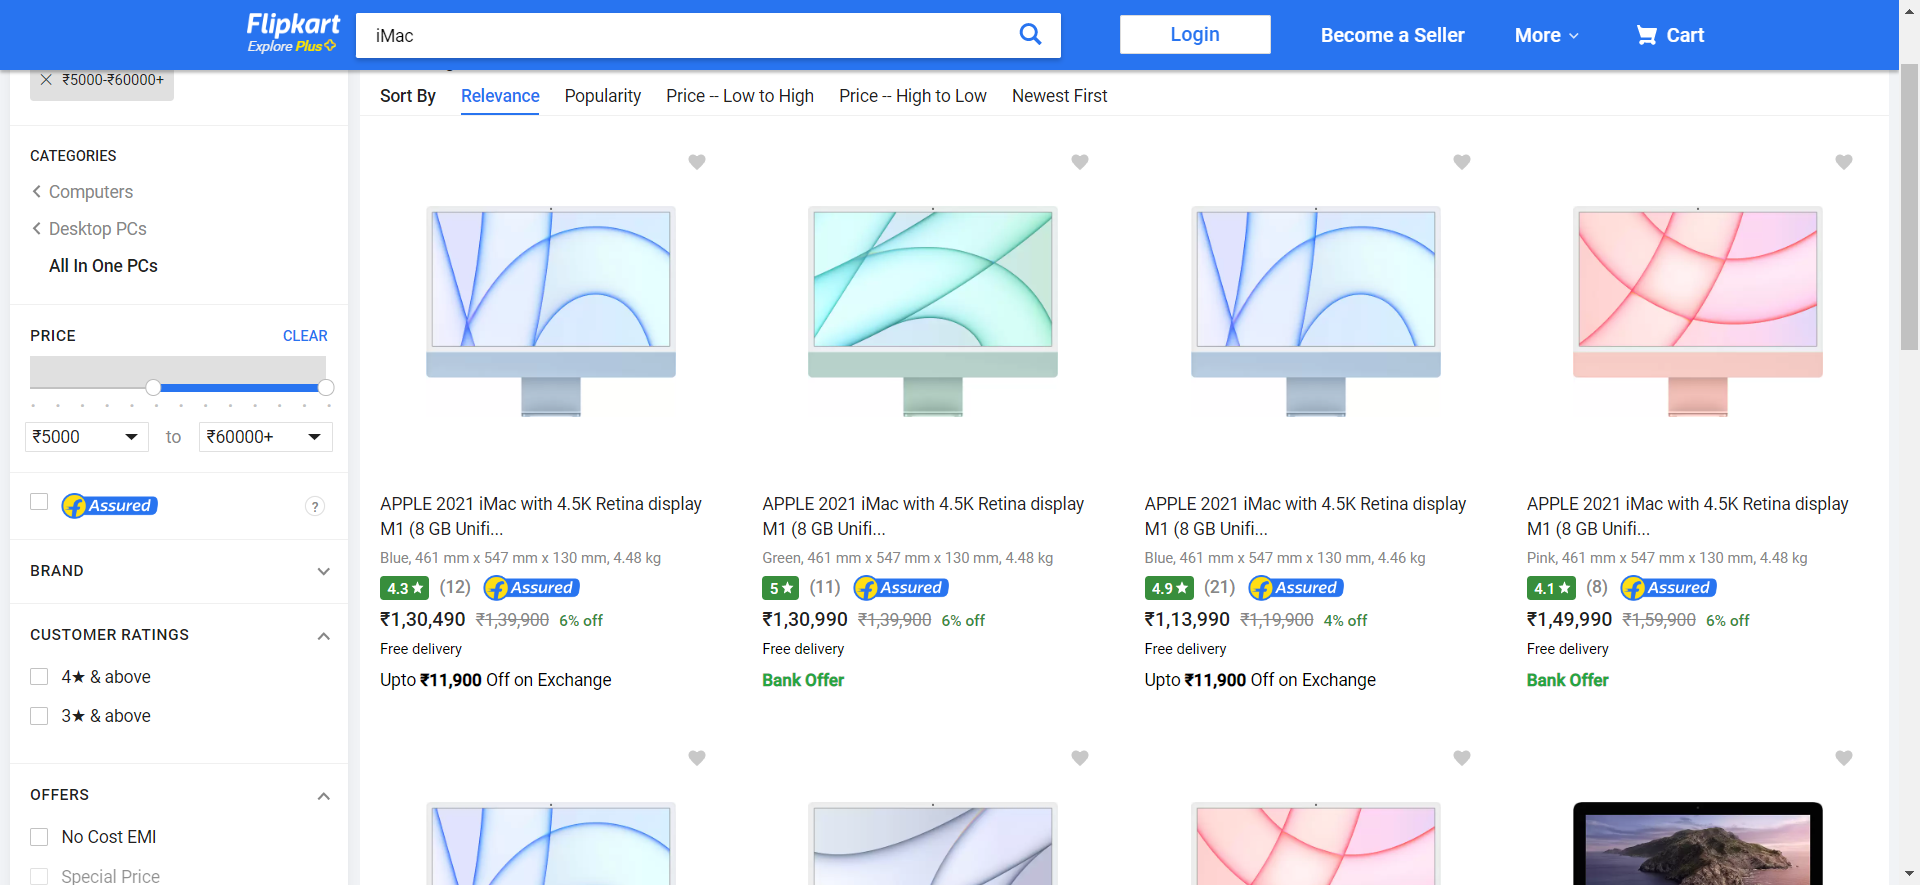 Flipkart
Explore Plus
iMac
Login
Become a Seller
More
Cart
₹5000-₹60000+
CATEGORIES
Computers
Desktop PCs
All In One PCs
PRICE
CLEAR
₹5000
to
₹60000+
Assured
?
BRAND
CUSTOMER RATINGS
4★ & above
3★ & above
OFFERS
No Cost EMI
Special Price
Sort By Relevance Popularity Price -- Low to High Price -- High to Low Newest First
APPLE 2021 iMac with 4.5K Retina display
M1 (8 GB Unifi...
Blue, 461 mm x 547 mm x 130 mm, 4.48 kg
4.3★ (12) Assured
₹1,30,490 ₹1,39,900 6% off
Free delivery
Upto ₹11,900 Off on Exchange
APPLE 2021 iMac with 4.5K Retina display
M1 (8 GB Unifi...
Green, 461 mm x 547 mm x 130 mm, 4.48 kg
5★ (11) Assured
₹1,30,990 ₹1,39,900 6% off
Free delivery
Bank Offer
APPLE 2021 iMac with 4.5K Retina display
M1 (8 GB Unifi...
Blue, 461 mm x 547 mm x 130 mm, 4.46 kg
4.9★ (21) Assured
₹1,13,990 ₹1,19,900 4% off
Free delivery
Upto ₹11,900 Off on Exchange
APPLE 2021 iMac with 4.5K Retina display
M1 (8 GB Unifi...
Pink, 461 mm x 547 mm x 130 mm, 4.48 kg
4.1★ (8) Assured
₹1,49,990 ₹1,59,900 6% off
Free delivery
Bank Offer